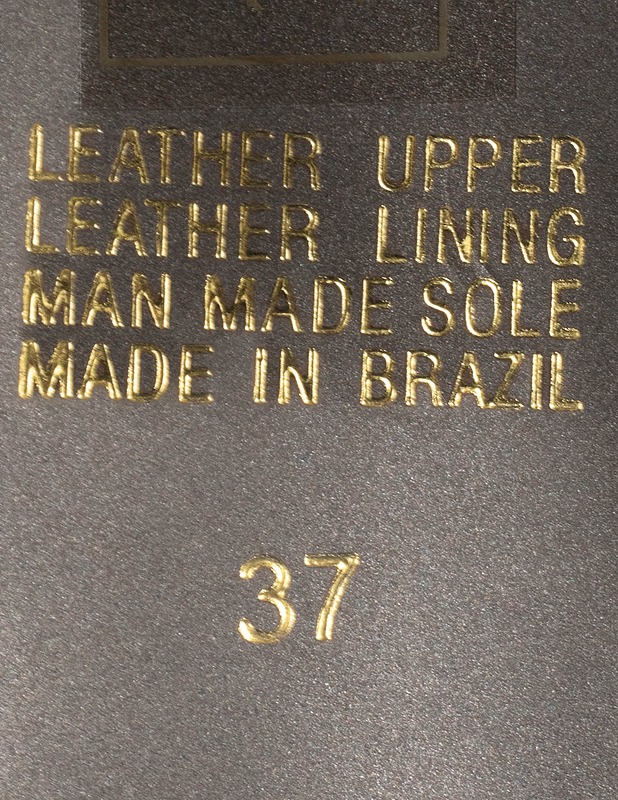 LEATHER UPPER
LEATHER LINING
MAN MADE SOLE
MADE IN BRAZIL
37